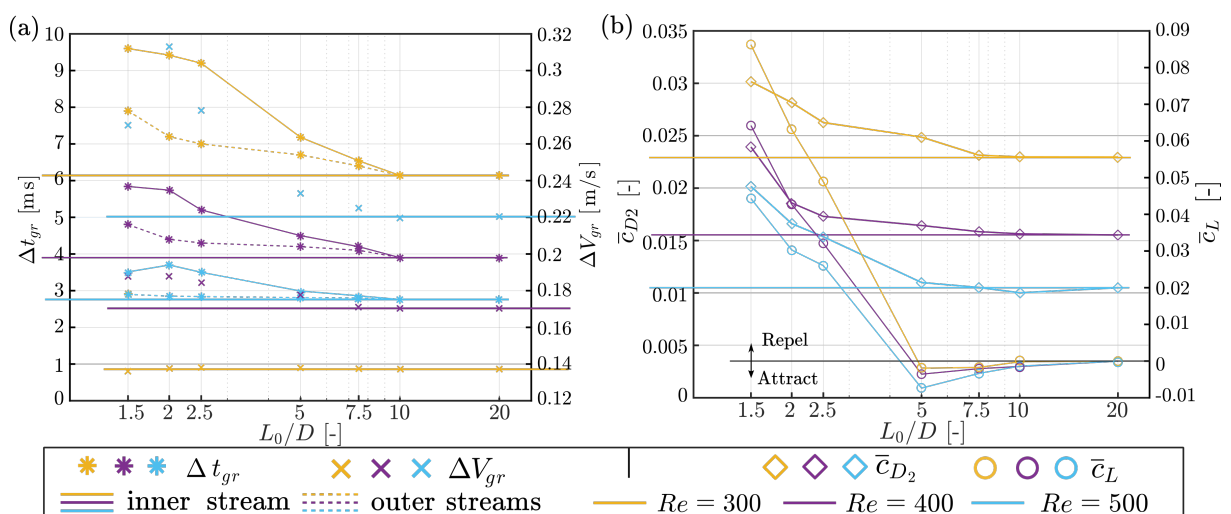 (a)
10
9
8
7
6
5
4
3
2
1
0
Δt_gr [ms]
0.32
0.3
0.28
0.26
0.24
0.22
0.2
0.18
0.16
0.14
0.12
ΔV_gr [m/s]
1.5 2 2.5 5 7.5 10 20
L_0/D [-]
(b)
0.035
0.03
0.025
0.02
0.015
0.01
0.005
0
c̅_D2 [-]
0.09
0.08
0.07
0.06
0.05
0.04
0.03
0.02
0.01
0
-0.01
c̅_L [-]
Repel
Attract
1.5 2 2.5 5 7.5 10 20
L_0/D [-]
Δ t_gr ΔV_gr c̅_D_2 c̅_L
inner stream outer streams Re = 300 Re = 400 Re = 500